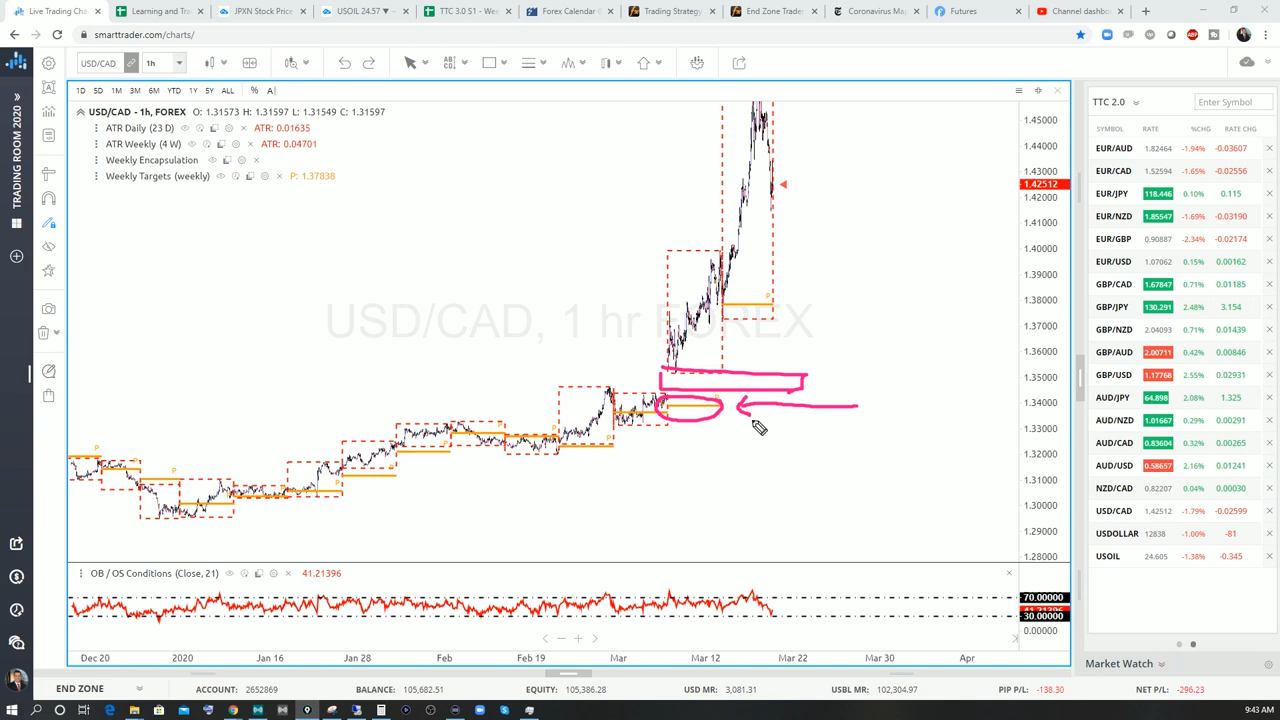 Live Trading Cha
Learning and Tra
JPXN Stock Price
USOIL 24.57 ▼ -
TTC 3.0 S1 - Wee
Forex Calendar
Trading Strategy
End Zone Trader
Coronavirus Ma
Futures
Channel dashbo
smarttrader.com/charts/
USD/CAD
1h
1D 5D 1M 3M 6M YTD 1Y 5Y ALL % A
USD/CAD - 1h, FOREX O: 1.31573 H: 1.31597 L: 1.31549 C: 1.31597
ATR Daily (23 D) ATR: 0.01635
ATR Weekly (4 W) ATR: 0.04701
Weekly Encapsulation
Weekly Targets (weekly) P: 1.37838
TRADING ROOM 2020
USD/CAD, 1 hr FOREX
P P P P P P P P P P
1.45000
1.44000
1.43000
1.42512
1.42000
1.41000
1.40000
1.39000
1.38000
1.37000
1.36000
1.35000
1.34000
1.33000
1.32000
1.31000
1.30000
1.29000
1.28000
OB / OS Conditions (Close, 21) 41.21396
70.00000
41.21396
30.00000
0.00000
Dec 20 2020 Jan 16 Jan 28 Feb Feb 19 Mar Mar 12 Mar 22 Mar 30 Apr
TTC 2.0 Enter Symbol
SYMBOL RATE %CHG RATE CHG
EUR/AUD 1.82464 -1.94% -0.03607
EUR/CAD 1.52594 -1.65% -0.02556
EUR/JPY 118.446 0.10% 0.115
EUR/NZD 1.85547 -1.69% -0.03190
EUR/GBP 0.90887 -2.34% -0.02174
EUR/USD 1.07062 0.15% 0.00162
GBP/CAD 1.67847 0.71% 0.01185
GBP/JPY 130.291 2.48% 3.154
GBP/NZD 2.04093 0.71% 0.01439
GBP/AUD 2.00711 0.42% 0.00846
GBP/USD 1.17768 2.55% 0.02931
AUD/JPY 64.898 2.08% 1.325
AUD/NZD 1.01667 0.29% 0.00291
AUD/CAD 0.83604 0.32% 0.00265
AUD/USD 0.58657 2.16% 0.01241
NZD/CAD 0.82207 0.04% 0.00030
USD/CAD 1.42512 -1.79% -0.02599
USDOLLAR 12838 -1.00% -81
USOIL 24.605 -1.38% -0.345
Market Watch
END ZONE ACCOUNT: 2652869 BALANCE: 105,682.51 EQUITY: 105,386.28 USD MR: 3,081.31 USBL MR: 102,304.97 PIP P/L: -138.30 NET P/L: -296.23
9:43 AM